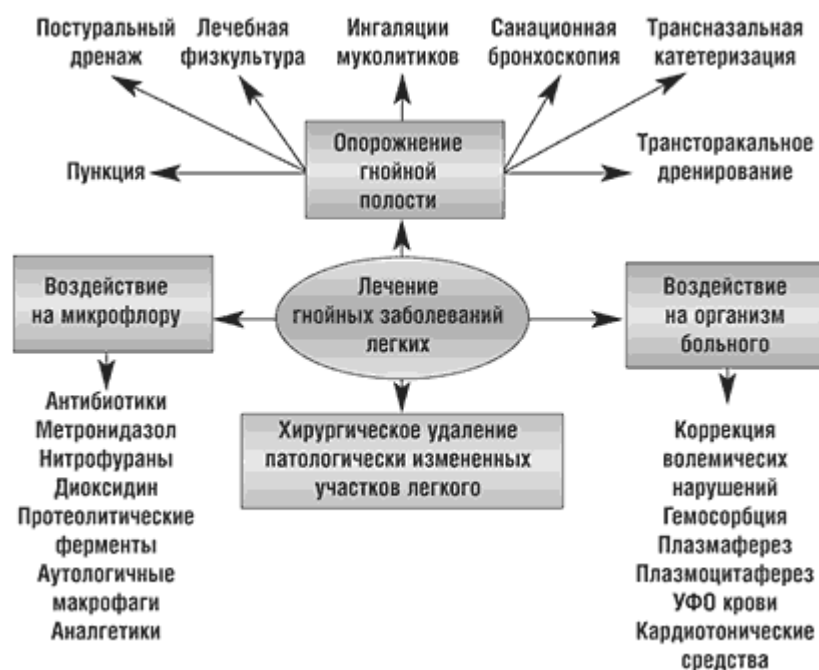 Постуральный
дренаж
Лечебная
физкультура
Ингаляции
муколитиков
Санационная
бронхоскопия
Трансназальная
катетеризация
Пункция
Опорожнение
гнойной
полости
Трансторакальное
дренирование
Воздействие
на микрофлору
Лечение
гнойных заболеваний
легких
Воздействие
на организм
больного
Антибиотики
Метронидазол
Нитрофураны
Диоксидин
Протеолитические
ферменты
Аутологичные
макрофаги
Аналгетики
Хирургическое удаление
патологически измененных
участков легкого
Коррекция
волемичесих
нарушений
Гемосорбция
Плазмаферез
Плазмоцитаферез
УФО крови
Кардиотонические
средства